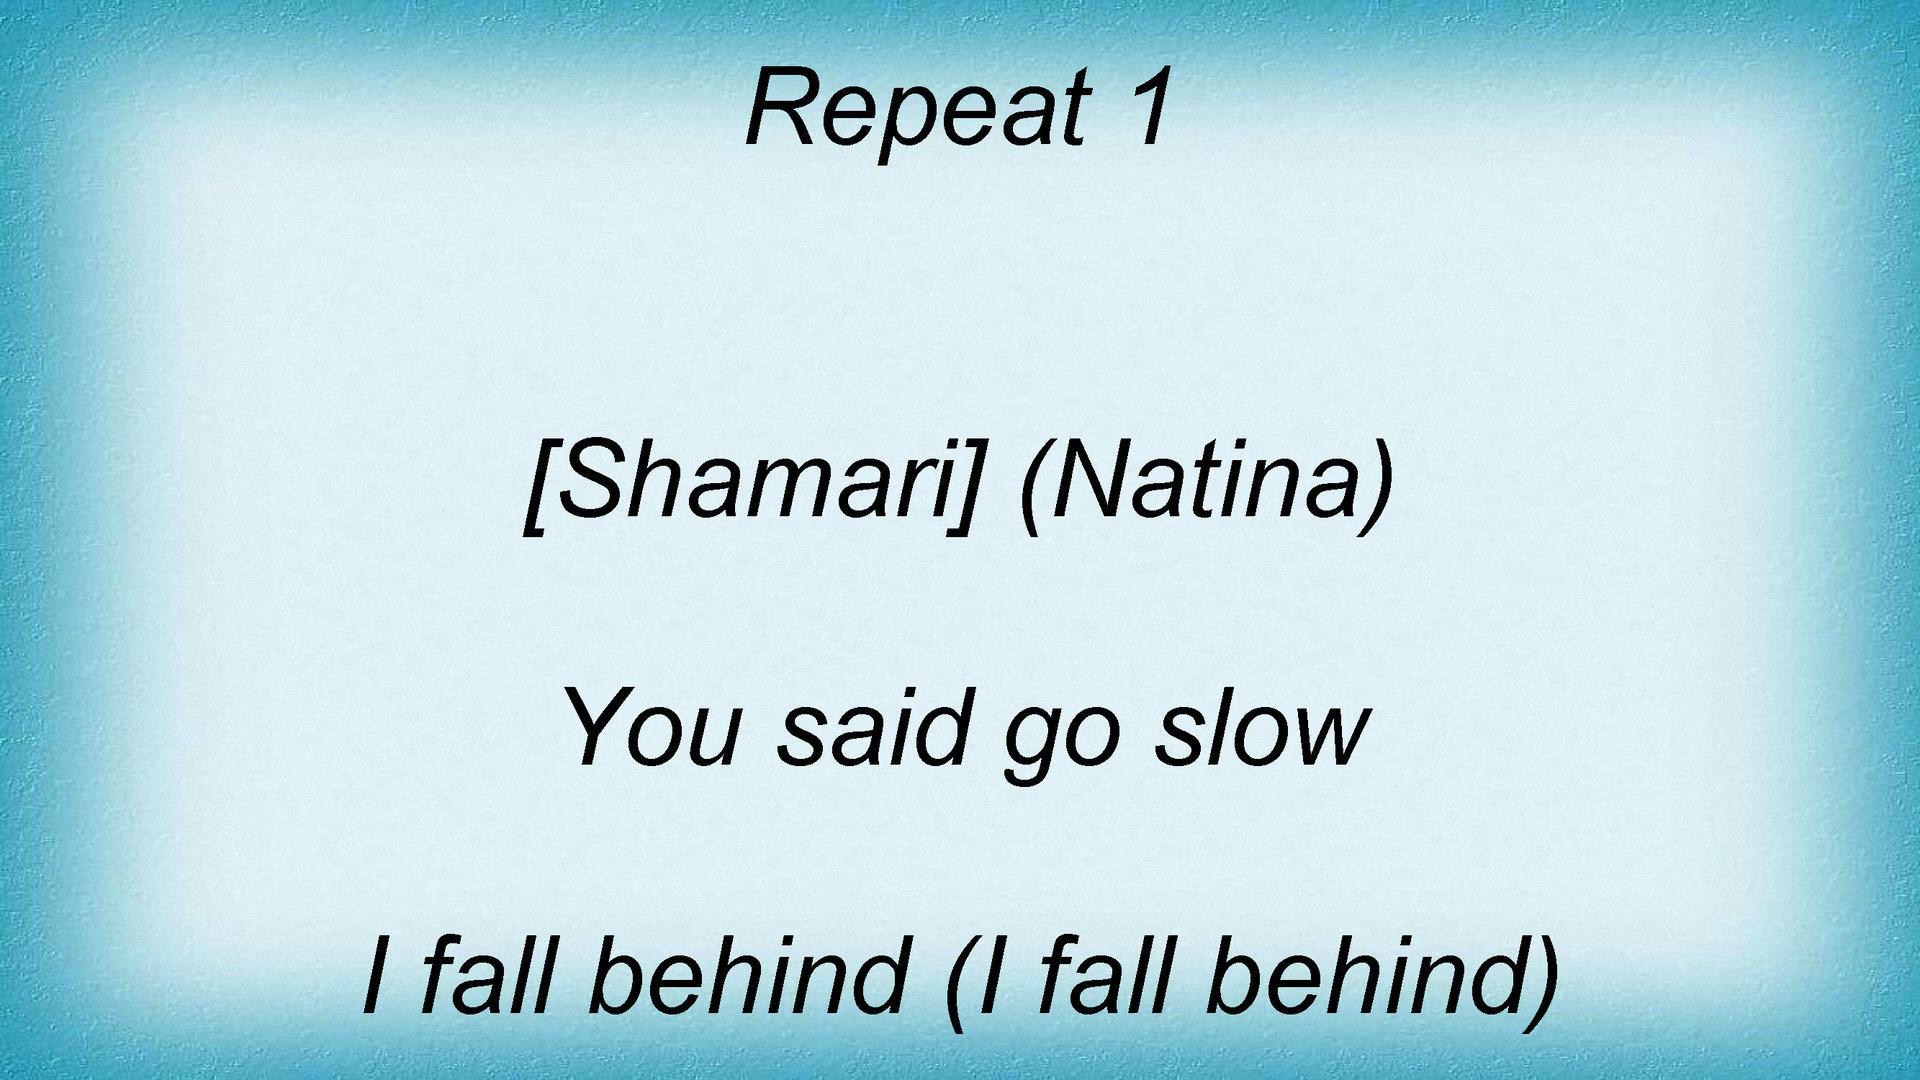 Repeat 1
[Shamari] (Natina)
You said go slow
I fall behind (I fall behind)